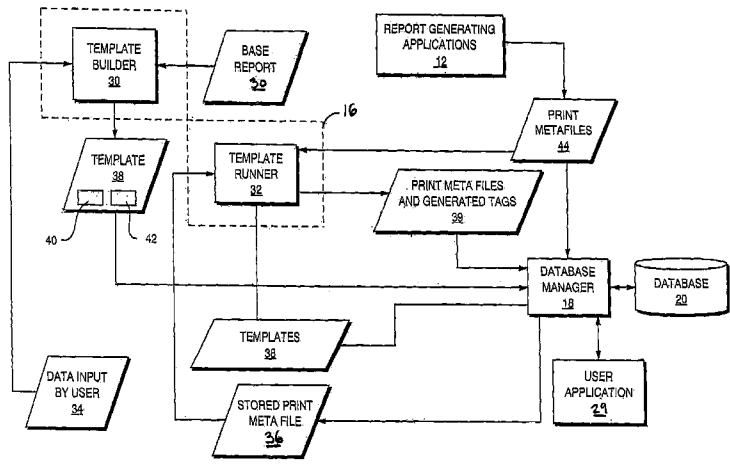 TEMPLATE
BUILDER
30
BASE
REPORT
30
REPORT GENERATING
APPLICATIONS
12
16
TEMPLATE
38
40
42
TEMPLATE
RUNNER
32
PRINT
METAFILES
44
PRINT META FILES
AND GENERATED TAGS
39
DATABASE
MANAGER
18
DATABASE
20
TEMPLATES
38
DATA INPUT
BY USER
34
STORED PRINT
META FILE
36
USER
APPLICATION
29